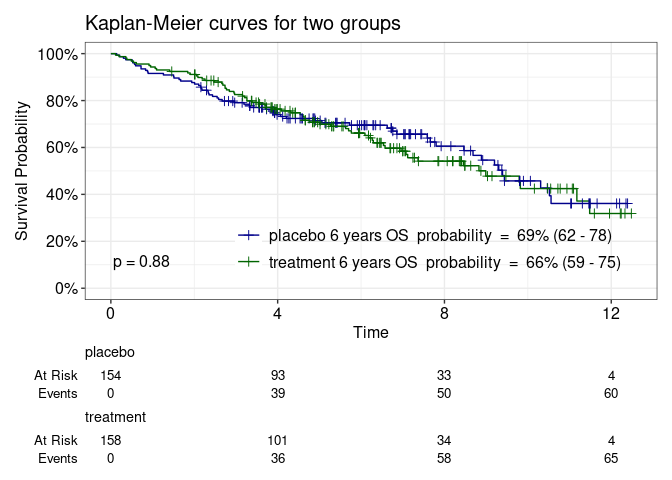 Kaplan-Meier curves for two groups
Survival Probability
100%
80%
60%
40%
20%
0%
placebo 6 years OS  probability  =  69% (62 - 78)
treatment 6 years OS  probability  =  66% (59 - 75)
p = 0.88
0 4 8 12
Time
placebo
At Risk 154 93 33 4
Events 0 39 50 60
treatment
At Risk 158 101 34 4
Events 0 36 58 65